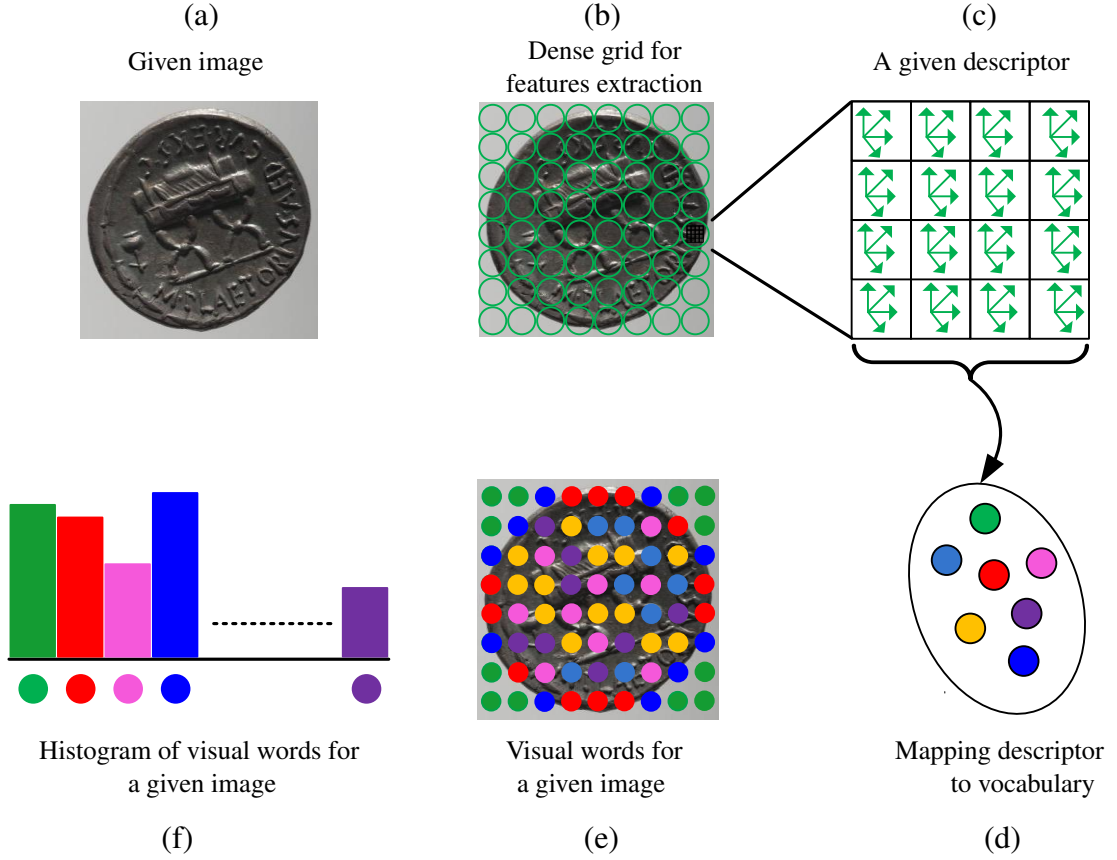 (a)
(b)
(c)
Given image
Dense grid for
features extraction
A given descriptor
M·PLAETO
Histogram of visual words for
a given image
Visual words for
a given image
Mapping descriptor
to vocabulary
(f)
(e)
(d)